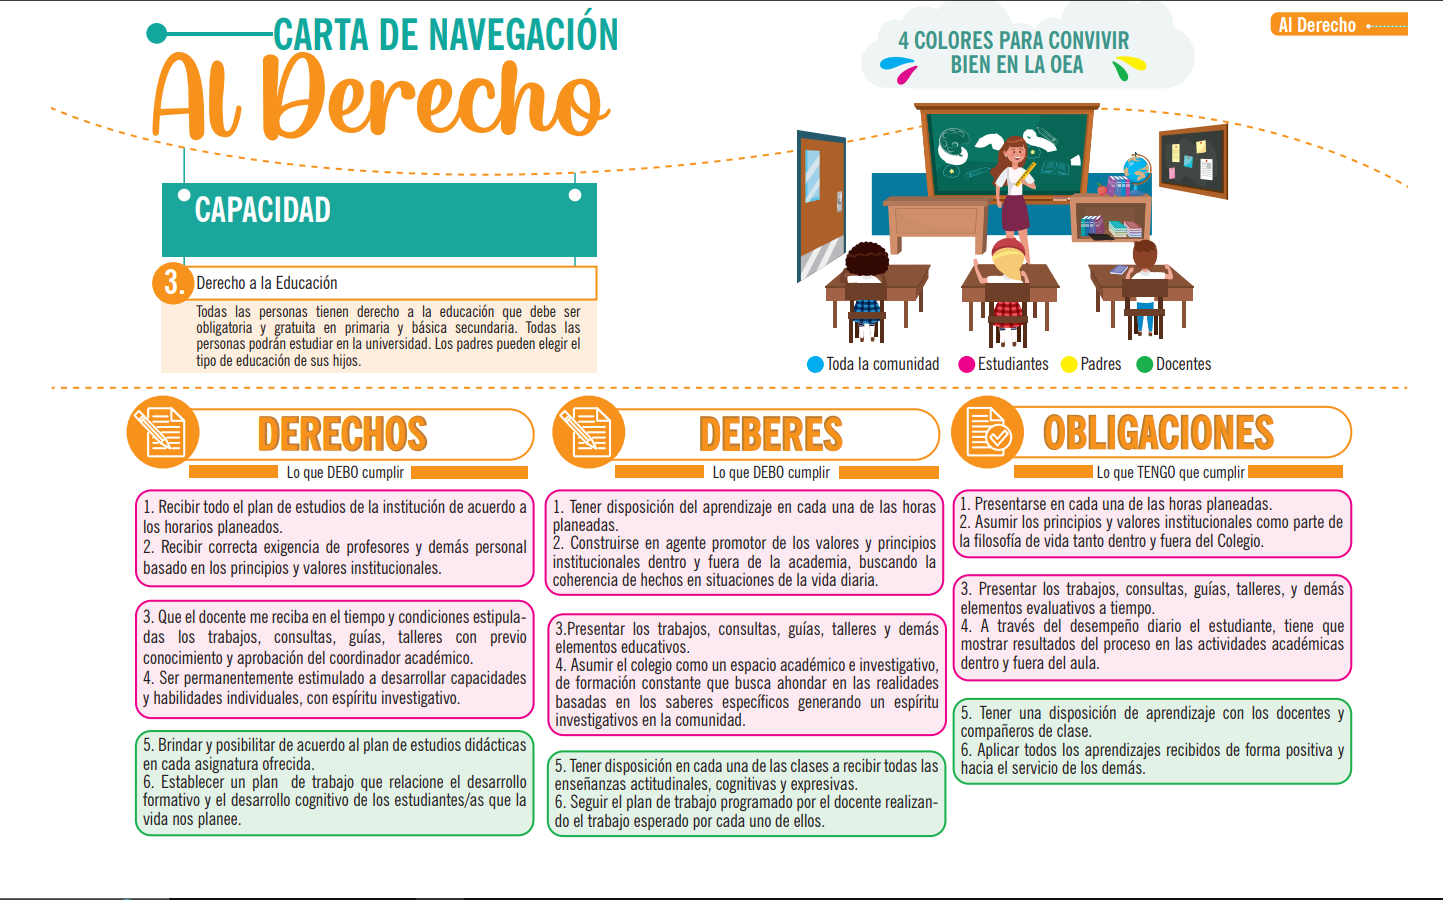 CARTA DE NAVEGACIÓN
Al Derecho
4 COLORES PARA CONVIVIR
BIEN EN LA OEA
Al Derecho
CAPACIDAD
3.
Derecho a la Educación
Todas las personas tienen derecho a la educación que debe ser
obligatoria y gratuita en primaria y básica secundaria. Todas las
personas podrán estudiar en la universidad. Los padres pueden elegir el
tipo de educación de sus hijos.
Toda la comunidad
Estudiantes
Padres
Docentes
DERECHOS
Lo que DEBO cumplir
1. Recibir todo el plan de estudios de la institución de acuerdo a
los horarios planeados.
2. Recibir correcta exigencia de profesores y demás personal
basado en los principios y valores institucionales.
3. Que el docente me reciba en el tiempo y condiciones estipula-
das los trabajos, consultas, guías, talleres con previo
conocimiento y aprobación del coordinador académico.
4. Ser permanentemente estimulado a desarrollar capacidades
y habilidades individuales, con espíritu investigativo.
5. Brindar y posibilitar de acuerdo al plan de estudios didácticas
en cada asignatura ofrecida.
6. Establecer un plan de trabajo que relacione el desarrollo
formativo y el desarrollo cognitivo de los estudiantes/as que la
vida nos planee.
DEBERES
Lo que DEBO cumplir
1. Tener disposición del aprendizaje en cada una de las horas
planeadas.
2. Construirse en agente promotor de los valores y principios
institucionales dentro y fuera de la academia, buscando la
coherencia de hechos en situaciones de la vida diaria.
3.Presentar los trabajos, consultas, guías, talleres y demás
elementos educativos.
4. Asumir el colegio como un espacio académico e investigativo,
de formación constante que busca ahondar en las realidades
basadas en los saberes específicos generando un espíritu
investigativos en la comunidad.
5. Tener disposición en cada una de las clases a recibir todas las
enseñanzas actitudinales, cognitivas y expresivas.
6. Seguir el plan de trabajo programado por el docente realizan-
do el trabajo esperado por cada uno de ellos.
OBLIGACIONES
Lo que TENGO que cumplir
1. Presentarse en cada una de las horas planeadas.
2. Asumir los principios y valores institucionales como parte de
la filosofía de vida tanto dentro y fuera del Colegio.
3. Presentar los trabajos, consultas, guías, talleres, y demás
elementos evaluativos a tiempo.
4. A través del desempeño diario el estudiante, tiene que
mostrar resultados del proceso en las actividades académicas
dentro y fuera del aula.
5. Tener una disposición de aprendizaje con los docentes y
compañeros de clase.
6. Aplicar todos los aprendizajes recibidos de forma positiva y
hacia el servicio de los demás.